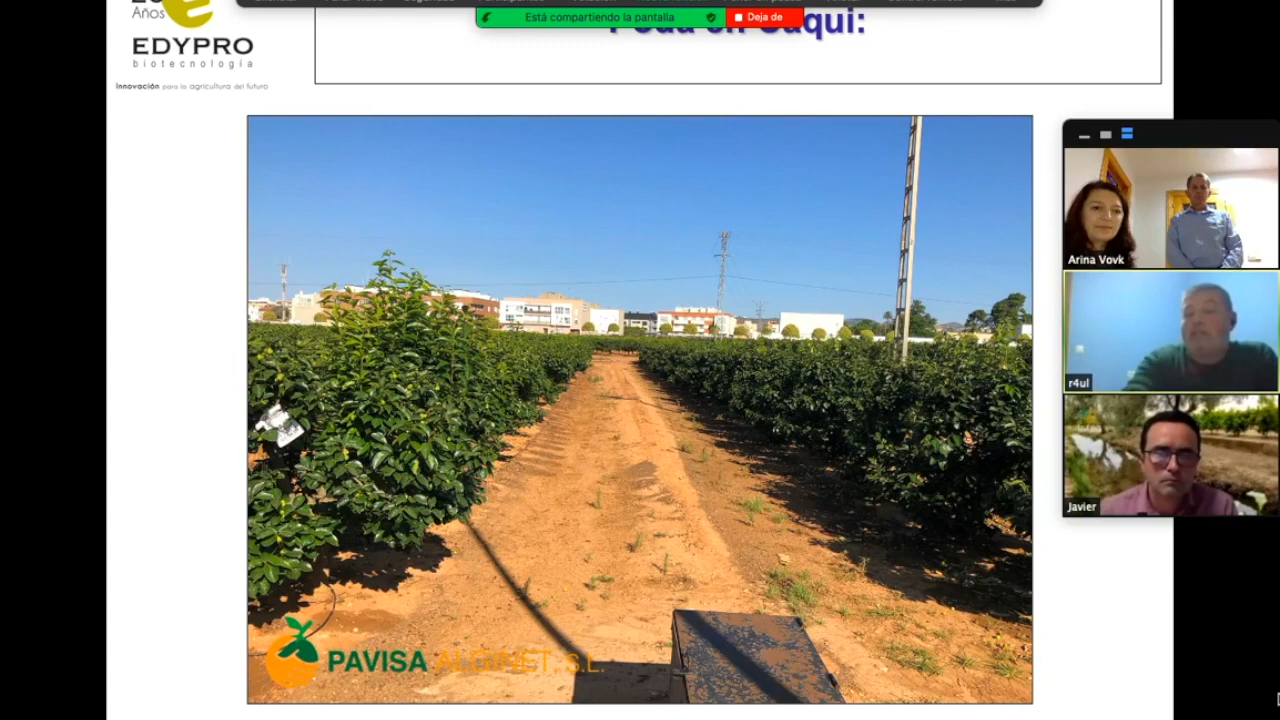 Años
EDYPRO
biotecnología
Innovación para la agricultura del futuro
Está compartiendo la pantalla
Deja de
Poda en Caqui:
Arina Vovk
r4ul
Javier
PAVISA ALGINET, S.L.